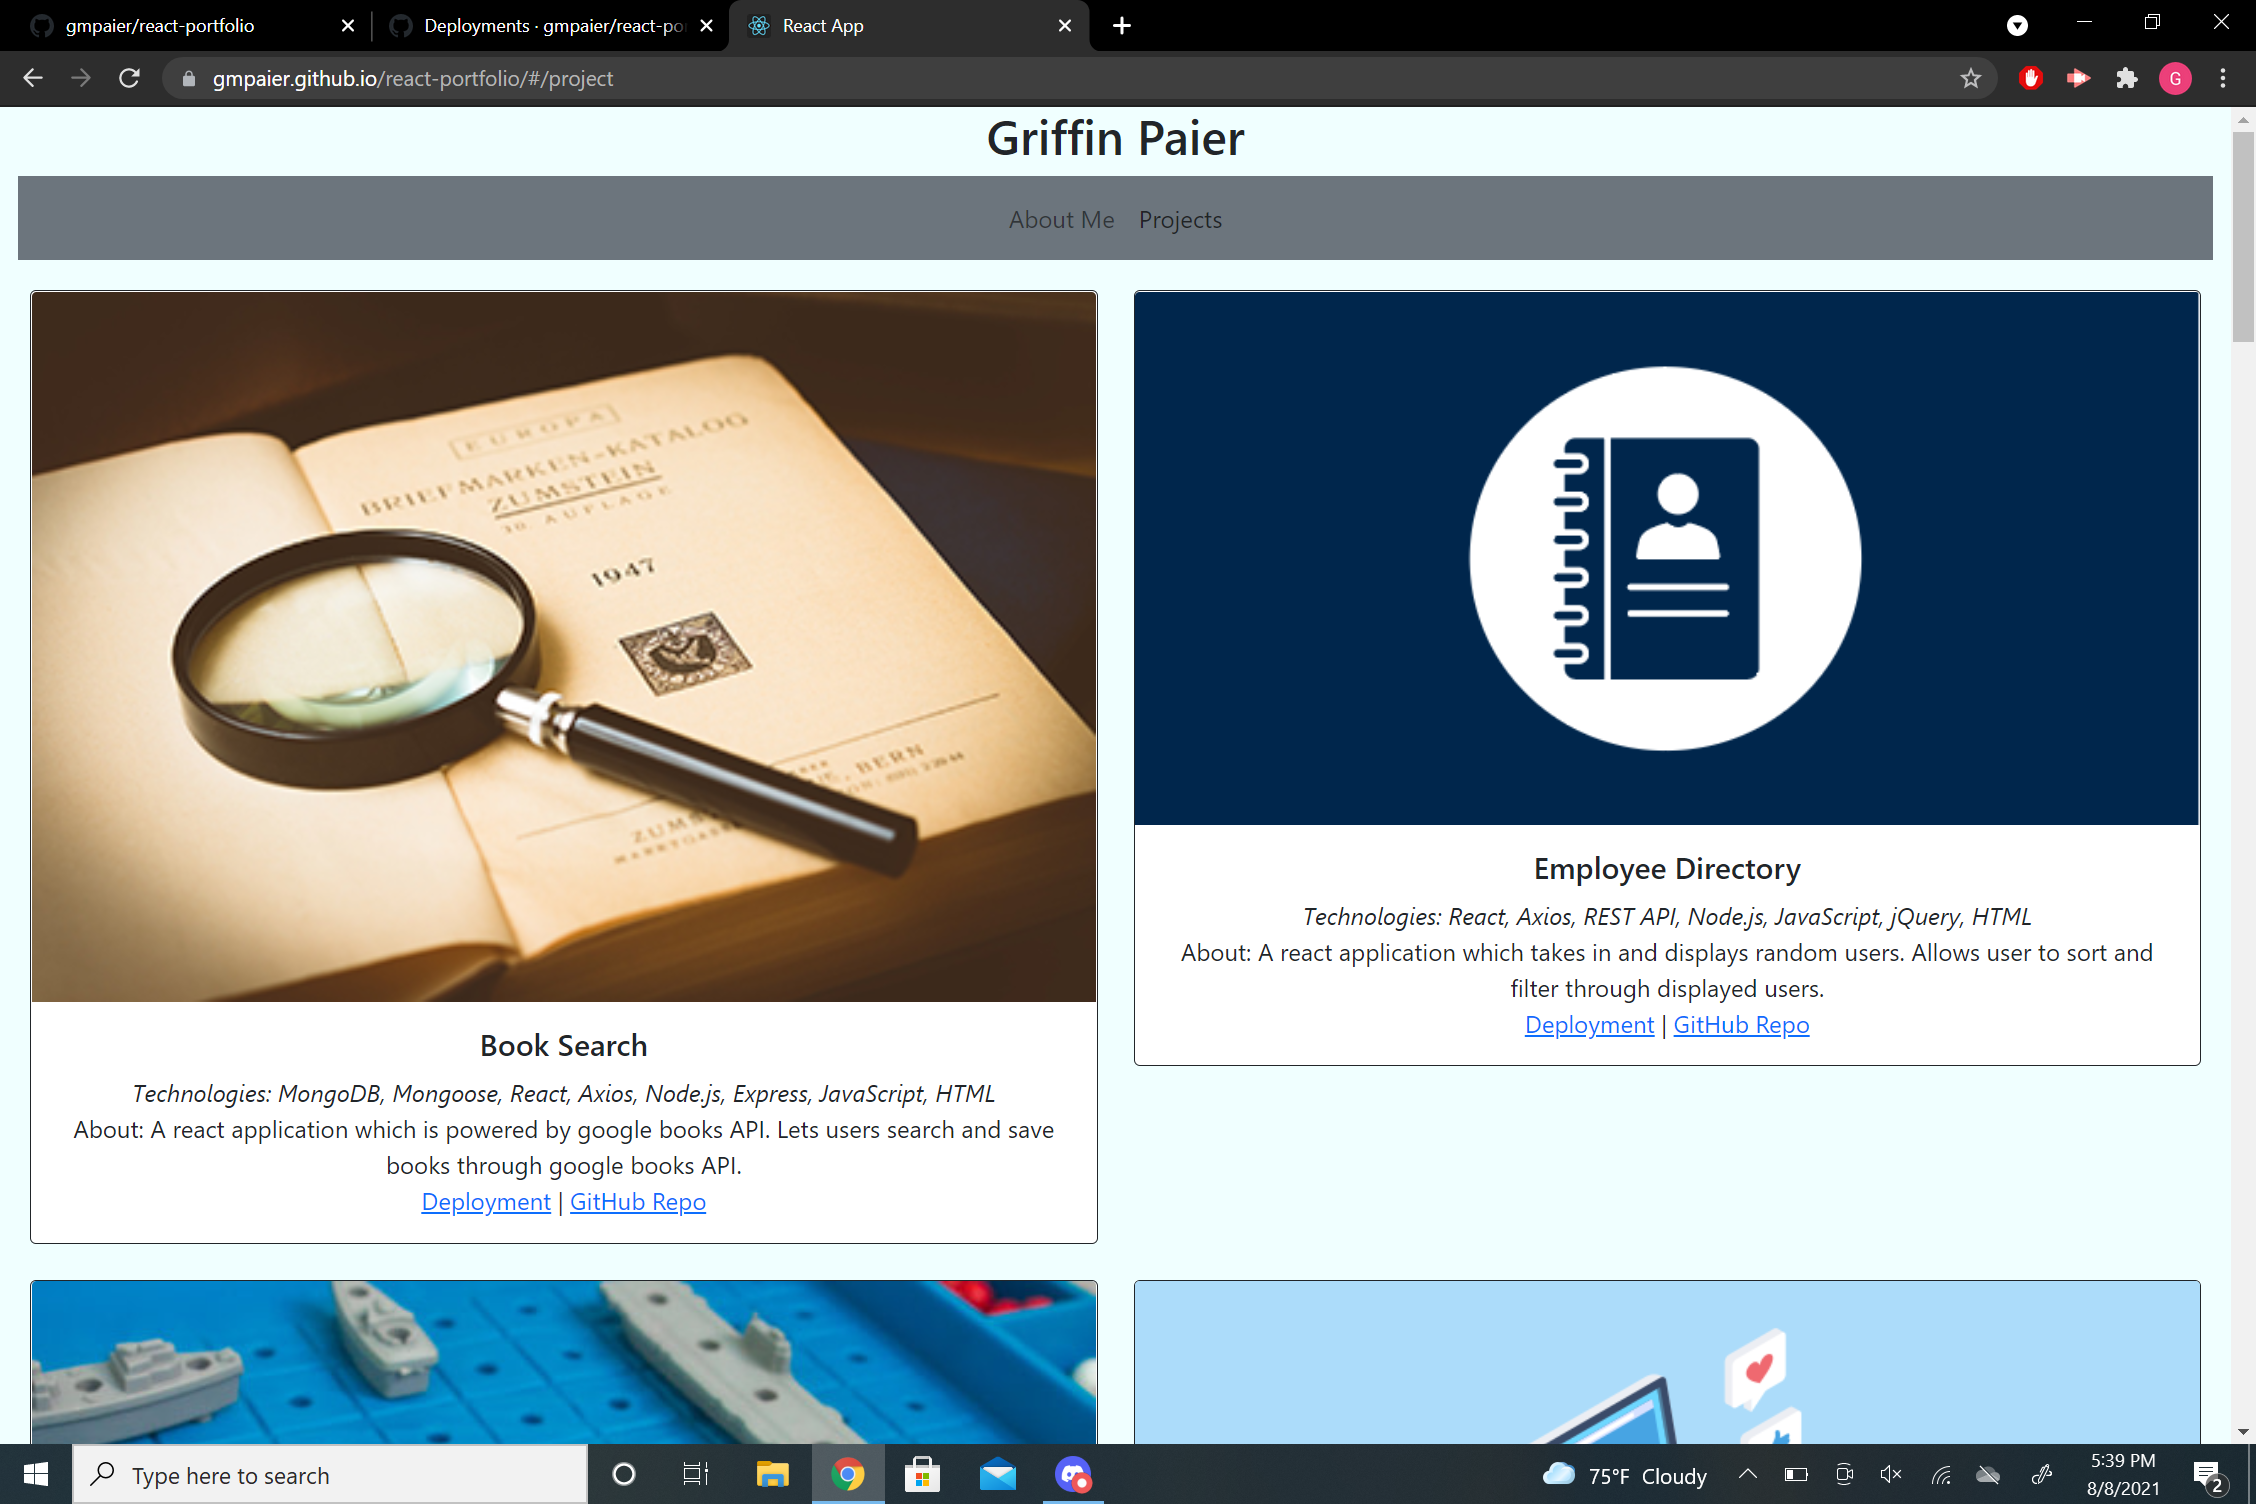 gmpaier/react-portfolio
Deployments · gmpaier/react-po
React App
gmpaier.github.io/react-portfolio/#/project
G
Griffin Paier
About Me Projects
EUROPA
BRIEFMARKEN-KATALOG
ZUMSTEIN
30 AUFLAGE
1947
BERN
Employee Directory
Technologies: React, Axios, REST API, Node.js, JavaScript, jQuery, HTML
About: A react application which takes in and displays random users. Allows user to sort and
filter through displayed users.
Deployment | GitHub Repo
Book Search
Technologies: MongoDB, Mongoose, React, Axios, Node.js, Express, JavaScript, HTML
About: A react application which is powered by google books API. Lets users search and save
books through google books API.
Deployment | GitHub Repo
Type here to search
75°F Cloudy
5:39 PM
8/8/2021
2